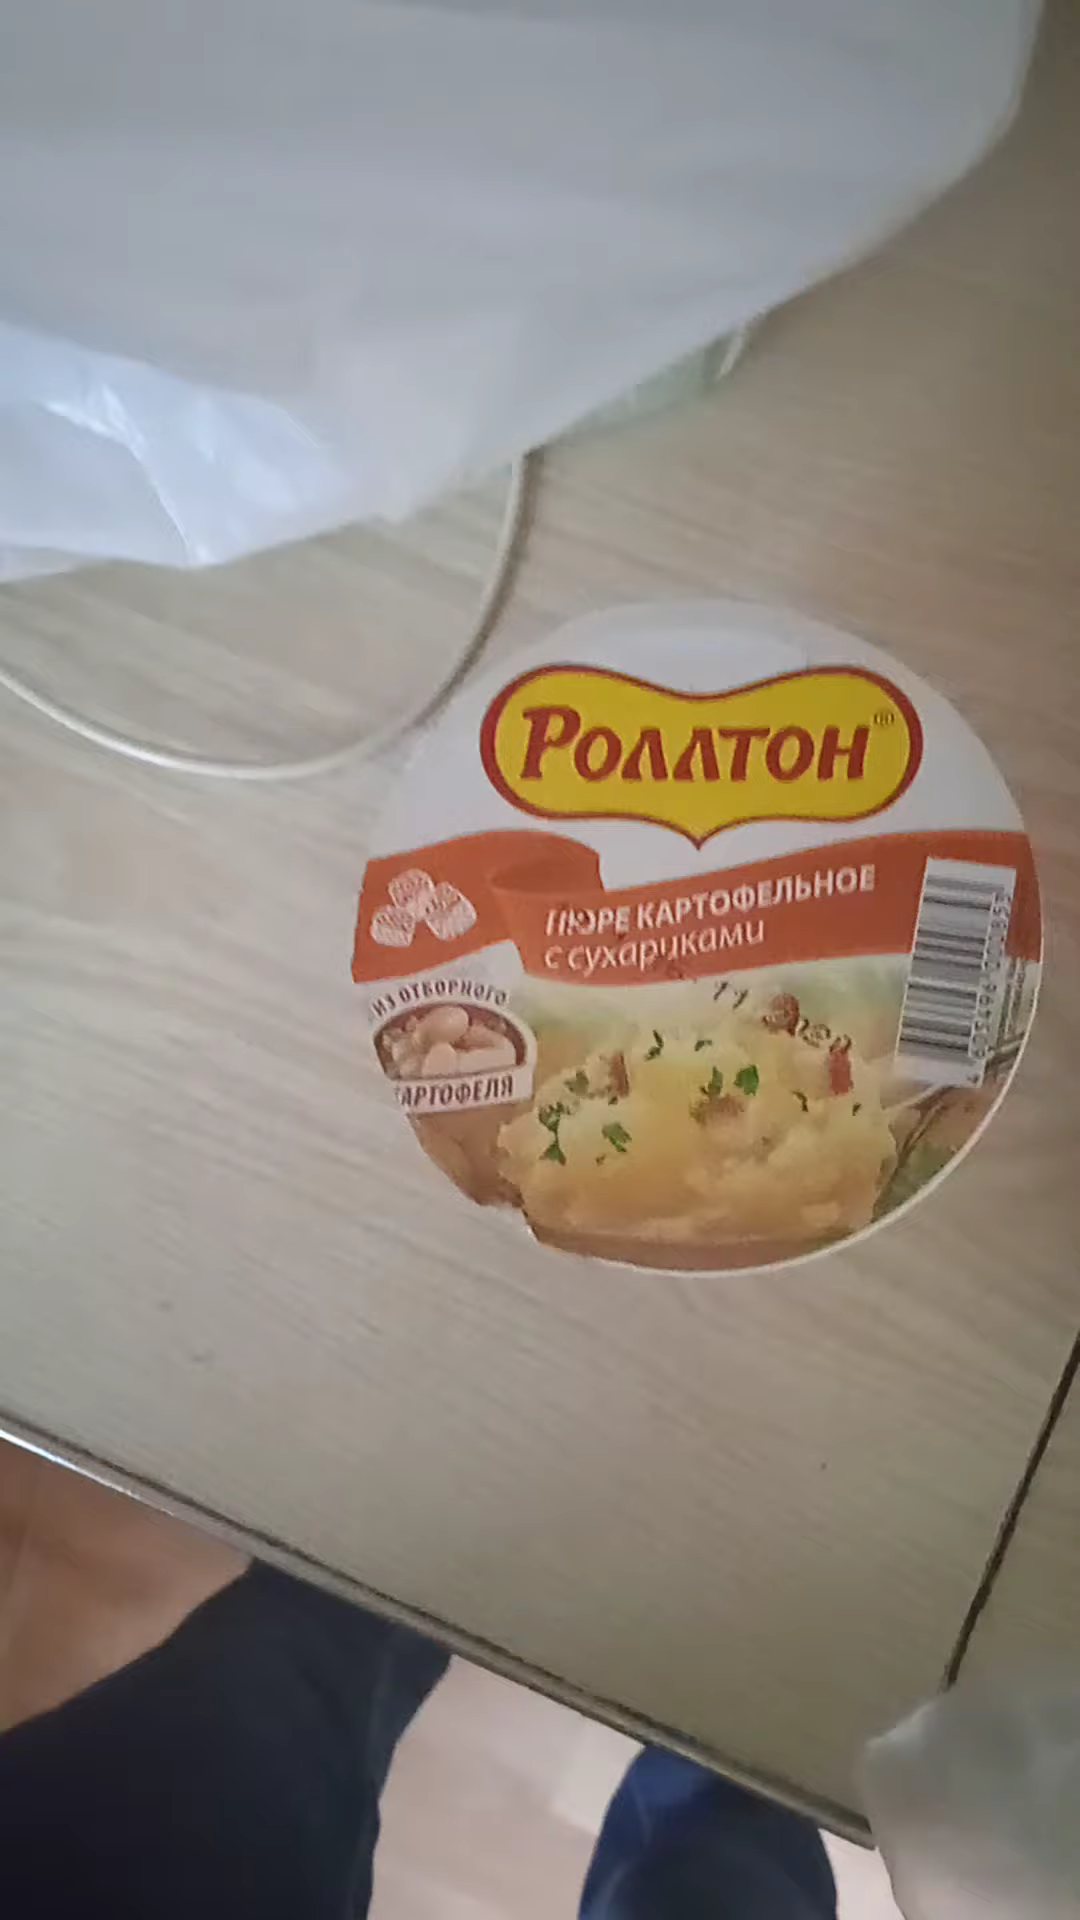 РОЛЛТОН
ПЮРЕ КАРТОФЕЛЬНОЕ
с сухариками
ИЗ ОТБОРНОГО
КАРТОФЕЛЯ